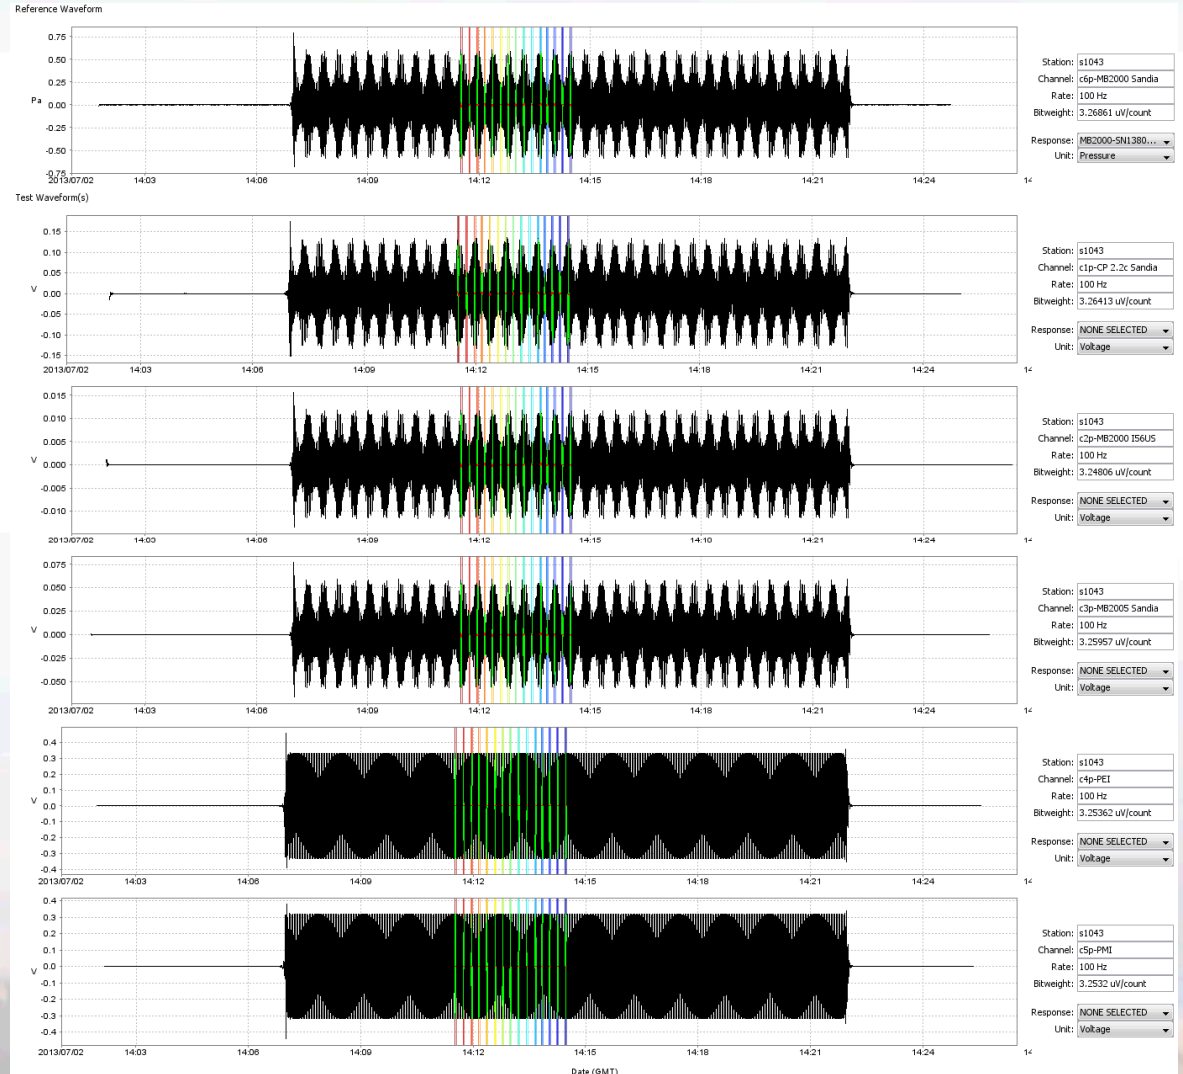 Reference Waveform
0.75
0.50
0.25
Pa 0.00
-0.25
-0.50
-0.75
2013/07/02 14:03 14:06 14:09 14:12 14:15 14:18 14:21 14:24 14
Station: s1043
Channel: c6p-MB2000 Sandia
Rate: 100 Hz
Bitweight: 3.26861 uV/count
Response: MB2000-SN1380...
Unit: Pressure
Test Waveform(s)
0.15
0.10
0.05
V 0.00
-0.05
-0.10
-0.15
2013/07/02 14:03 14:06 14:09 14:12 14:15 14:18 14:21 14:24 14
Station: s1043
Channel: c1p-CP 2.2c Sandia
Rate: 100 Hz
Bitweight: 3.26413 uV/count
Response: NONE SELECTED
Unit: Voltage
0.015
0.010
0.005
V 0.000
-0.005
-0.010
2013/07/02 14:03 14:06 14:09 14:12 14:15 14:18 14:21 14:24 14
Station: s1043
Channel: c2p-MB2000 I56US
Rate: 100 Hz
Bitweight: 3.24806 uV/count
Response: NONE SELECTED
Unit: Voltage
0.075
0.050
0.025
V 0.000
-0.025
-0.050
2013/07/02 14:03 14:06 14:09 14:12 14:15 14:18 14:21 14:24 14
Station: s1043
Channel: c3p-MB2005 Sandia
Rate: 100 Hz
Bitweight: 3.25957 uV/count
Response: NONE SELECTED
Unit: Voltage
0.4
0.3
0.2
0.1
V 0.0
-0.1
-0.2
-0.3
-0.4
2013/07/02 14:03 14:06 14:09 14:12 14:15 14:18 14:21 14:24 14
Station: s1043
Channel: c4p-PEI
Rate: 100 Hz
Bitweight: 3.25362 uV/count
Response: NONE SELECTED
Unit: Voltage
0.4
0.3
0.2
0.1
V 0.0
-0.1
-0.2
-0.3
-0.4
2013/07/02 14:03 14:06 14:09 14:12 14:15 14:18 14:21 14:24 14
Station: s1043
Channel: c5p-PMI
Rate: 100 Hz
Bitweight: 3.2532 uV/count
Response: NONE SELECTED
Unit: Voltage
Date (GMT)